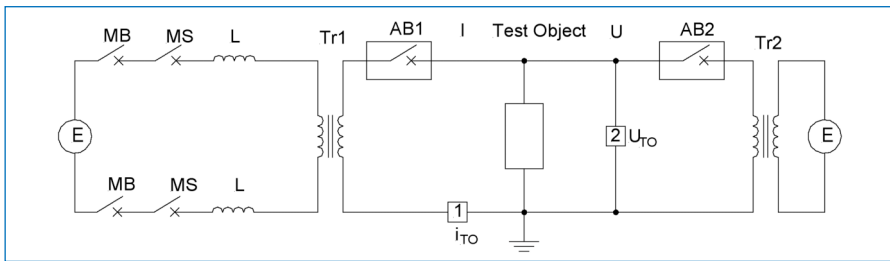 MB MS L Tr1 AB1 I Test Object U AB2 Tr2
E 2 U_TO E
MB MS L
1
i_TO